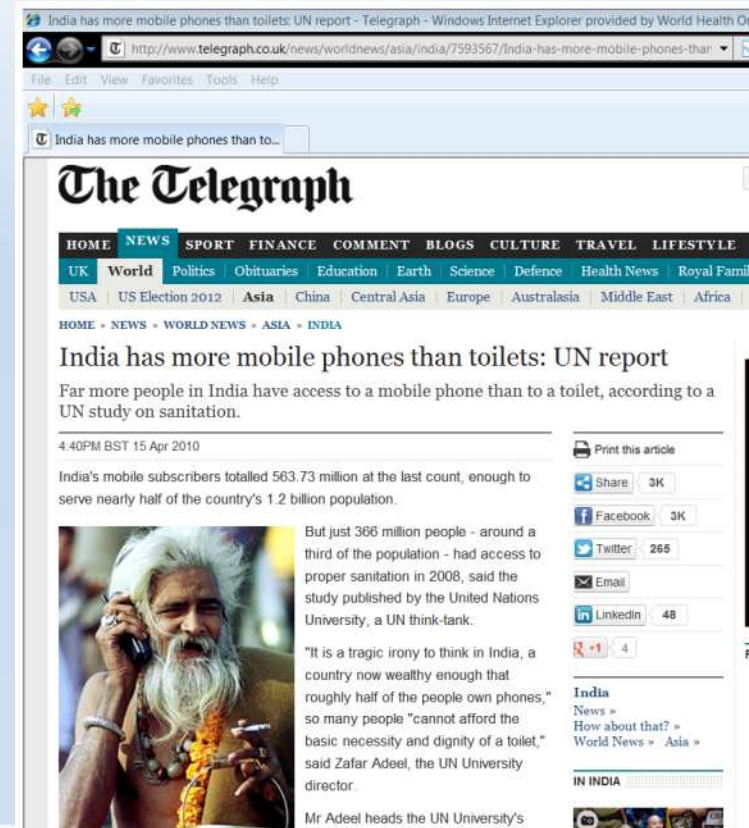 India has more mobile phones than toilets: UN report - Telegraph - Windows Internet Explorer provided by World Health
http://www.telegraph.co.uk/news/worldnews/asia/india/7593567/India-has-more-mobile-phones-than
File Edit View Favorites Tools Help
India has more mobile phones than to...
The Telegraph
HOME NEWS SPORT FINANCE COMMENT BLOGS CULTURE TRAVEL LIFESTYLE
UK World Politics Obituaries Education Earth Science Defence Health News Royal
USA US Election 2012 Asia China Central Asia Europe Australasia Middle East Africa
HOME » NEWS » WORLD NEWS » ASIA » INDIA
India has more mobile phones than toilets: UN report
Far more people in India have access to a mobile phone than to a toilet, according to a
UN study on sanitation.
4:40PM BST 15 Apr 2010
India's mobile subscribers totalled 563.73 million at the last count, enough to
serve nearly half of the country's 1.2 billion population.
But just 366 million people - around a
third of the population - had access to
proper sanitation in 2008, said the
study published by the United Nations
University, a UN think-tank.
"It is a tragic irony to think in India, a
country now wealthy enough that
roughly half of the people own phones,"
so many people "cannot afford the
basic necessity and dignity of a toilet,"
said Zafar Adeel, the UN University
director.
Mr Adeel heads the UN University's
Print this article
Share 3K
Facebook 3K
Twitter 265
Email
LinkedIn 48
+1 4
India
News »
How about that? »
World News » Asia »
IN INDIA